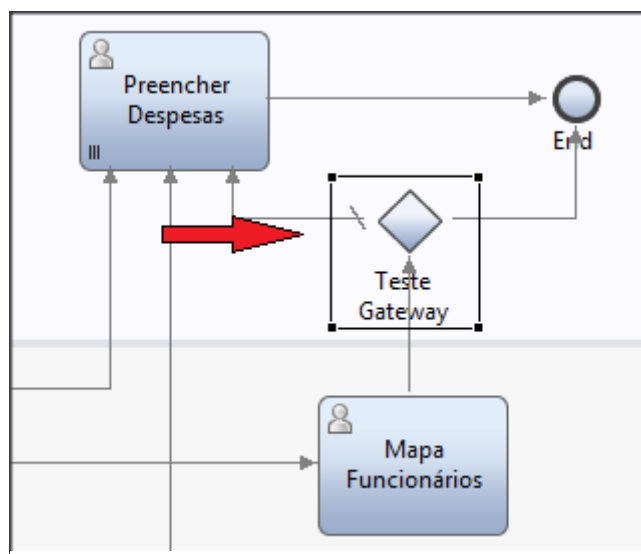 Preencher
Despesas
End
Teste
Gateway
Mapa
Funcionários